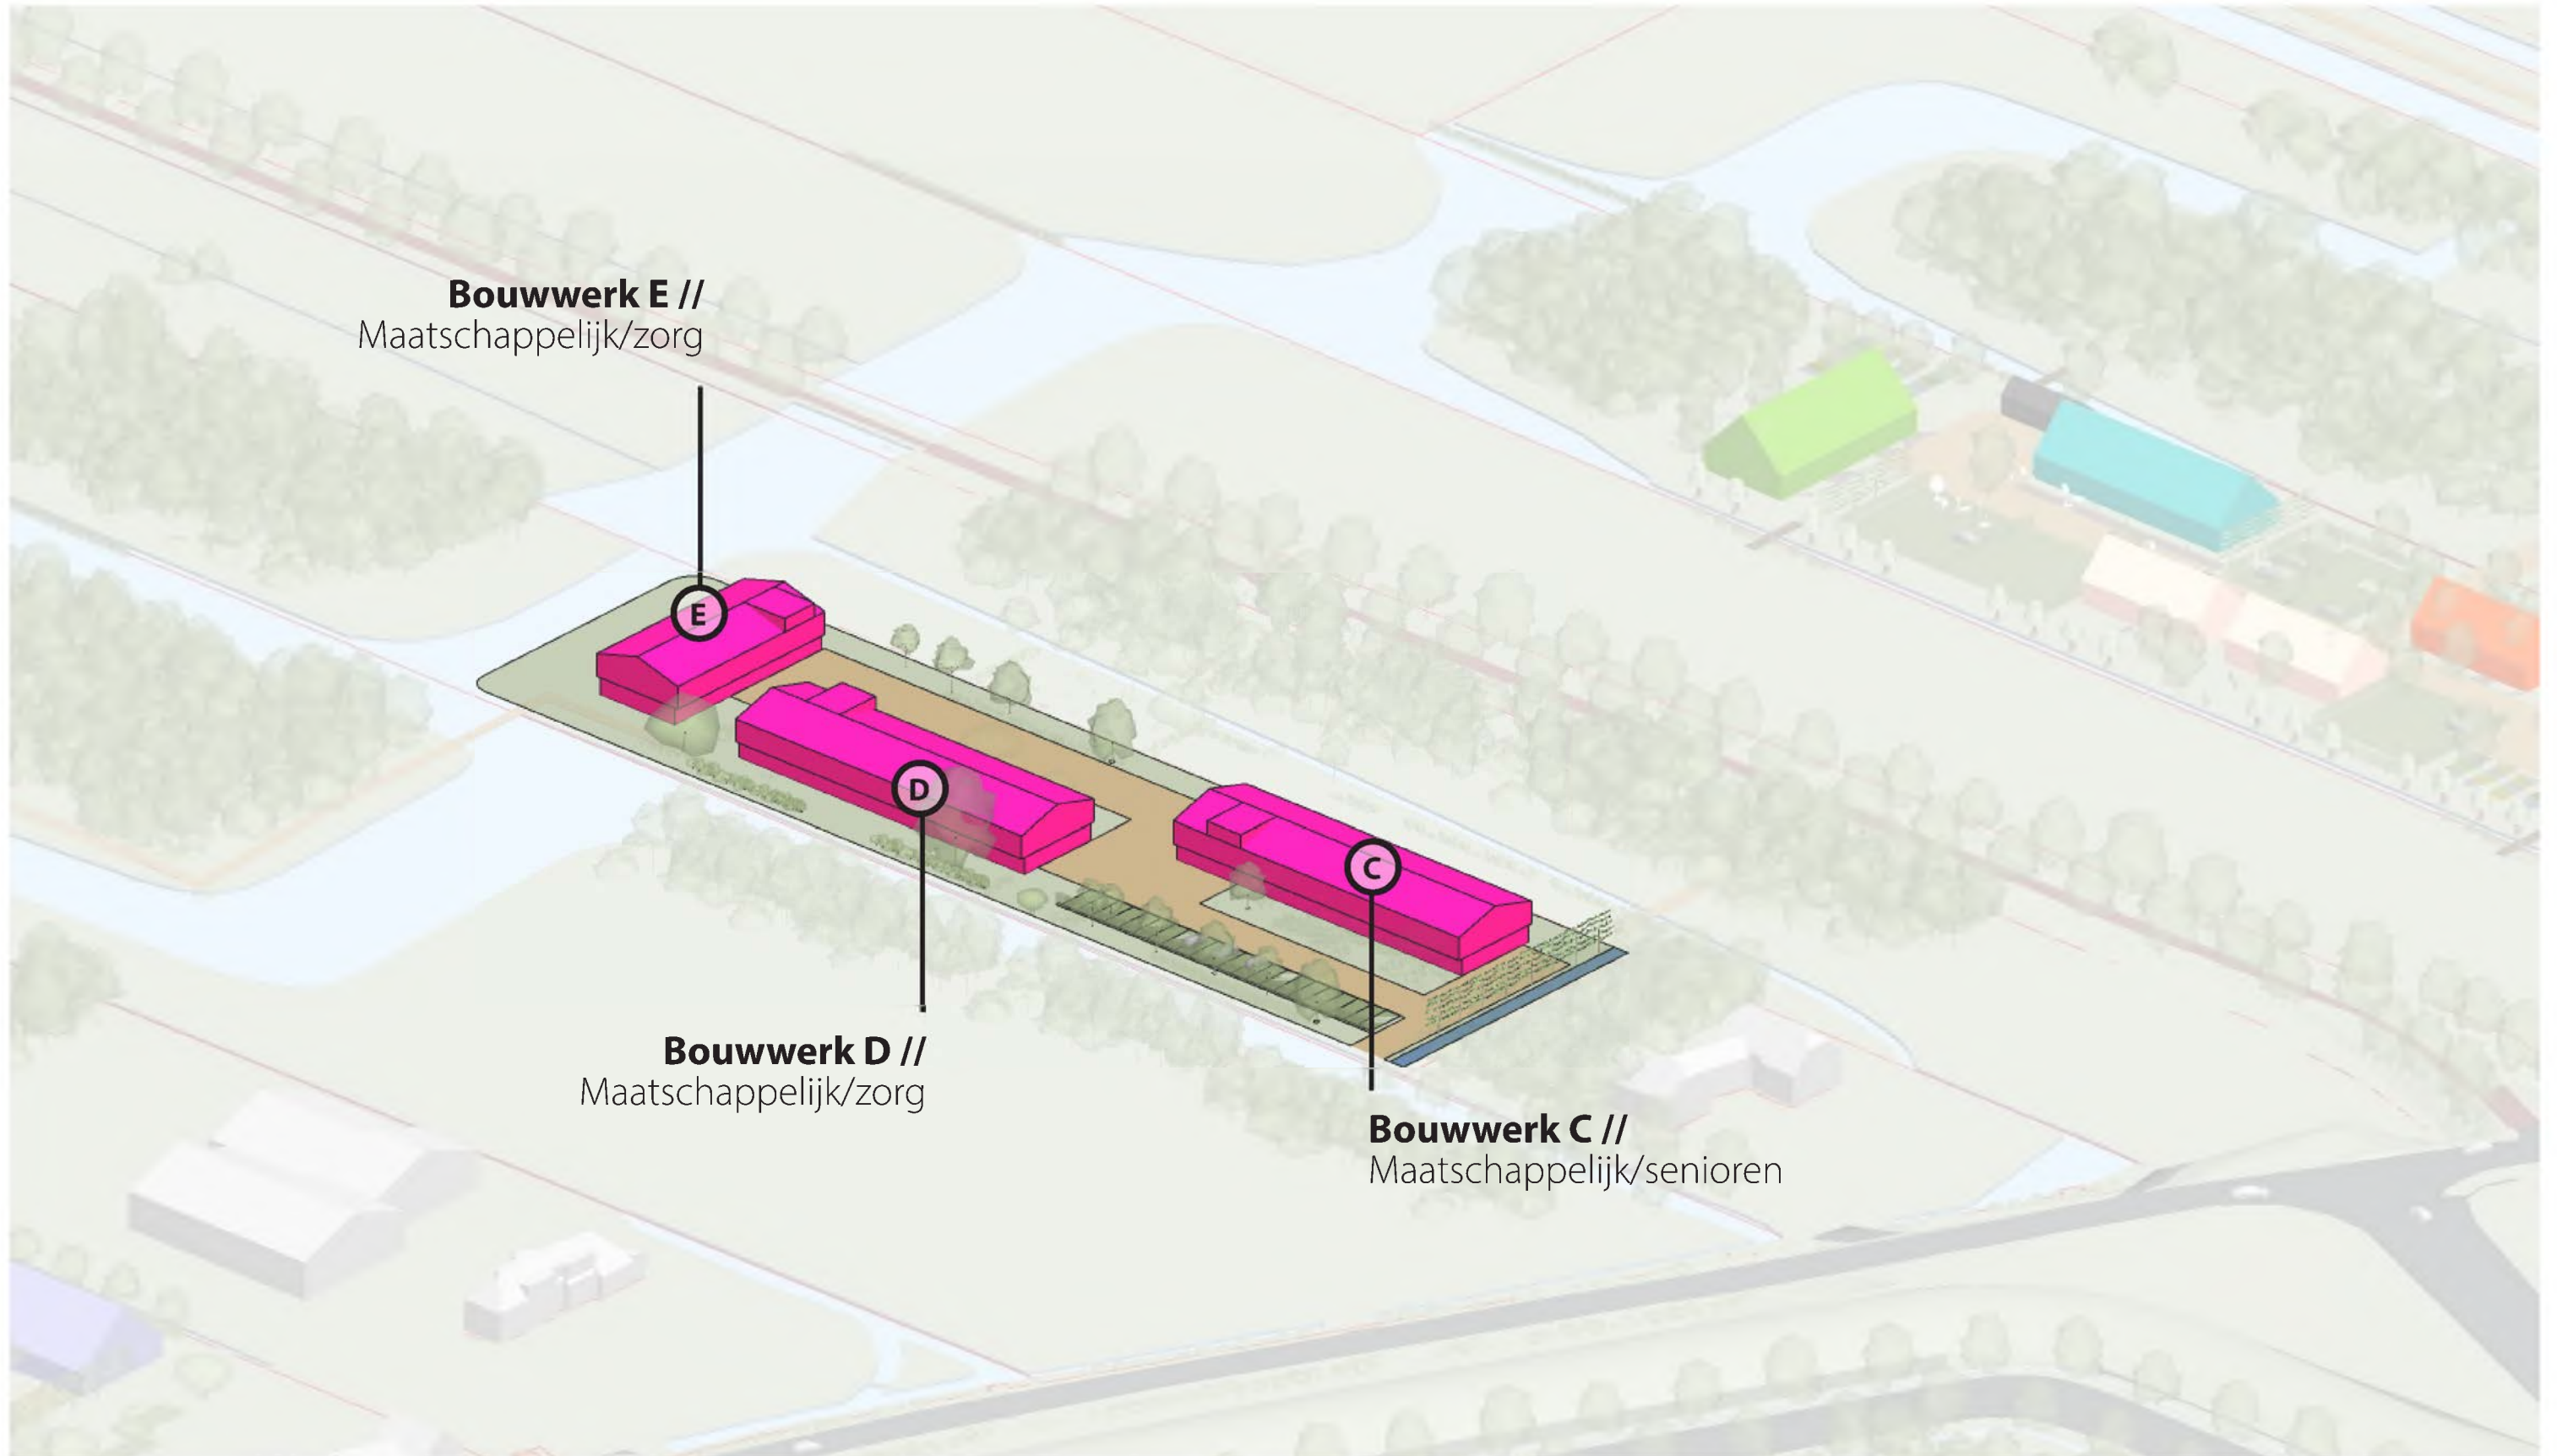 Bouwwerk E //
Maatschappelijk/zorg
E
D
C
Bouwwerk D //
Maatschappelijk/zorg
Bouwwerk C //
Maatschappelijk/senioren